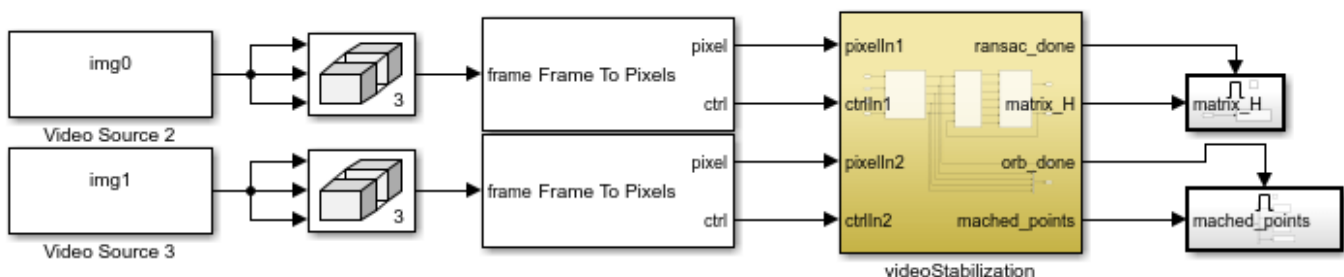 img0
Video Source 2
3
frame Frame To Pixels
pixel
ctrl
img1
Video Source 3
3
frame Frame To Pixels
pixel
ctrl
pixelIn1
ctrlIn1
pixelIn2
ctrlIn2
ransac_done
matrix_H
orb_done
mached_points
videoStabilization
matrix_H
mached_points